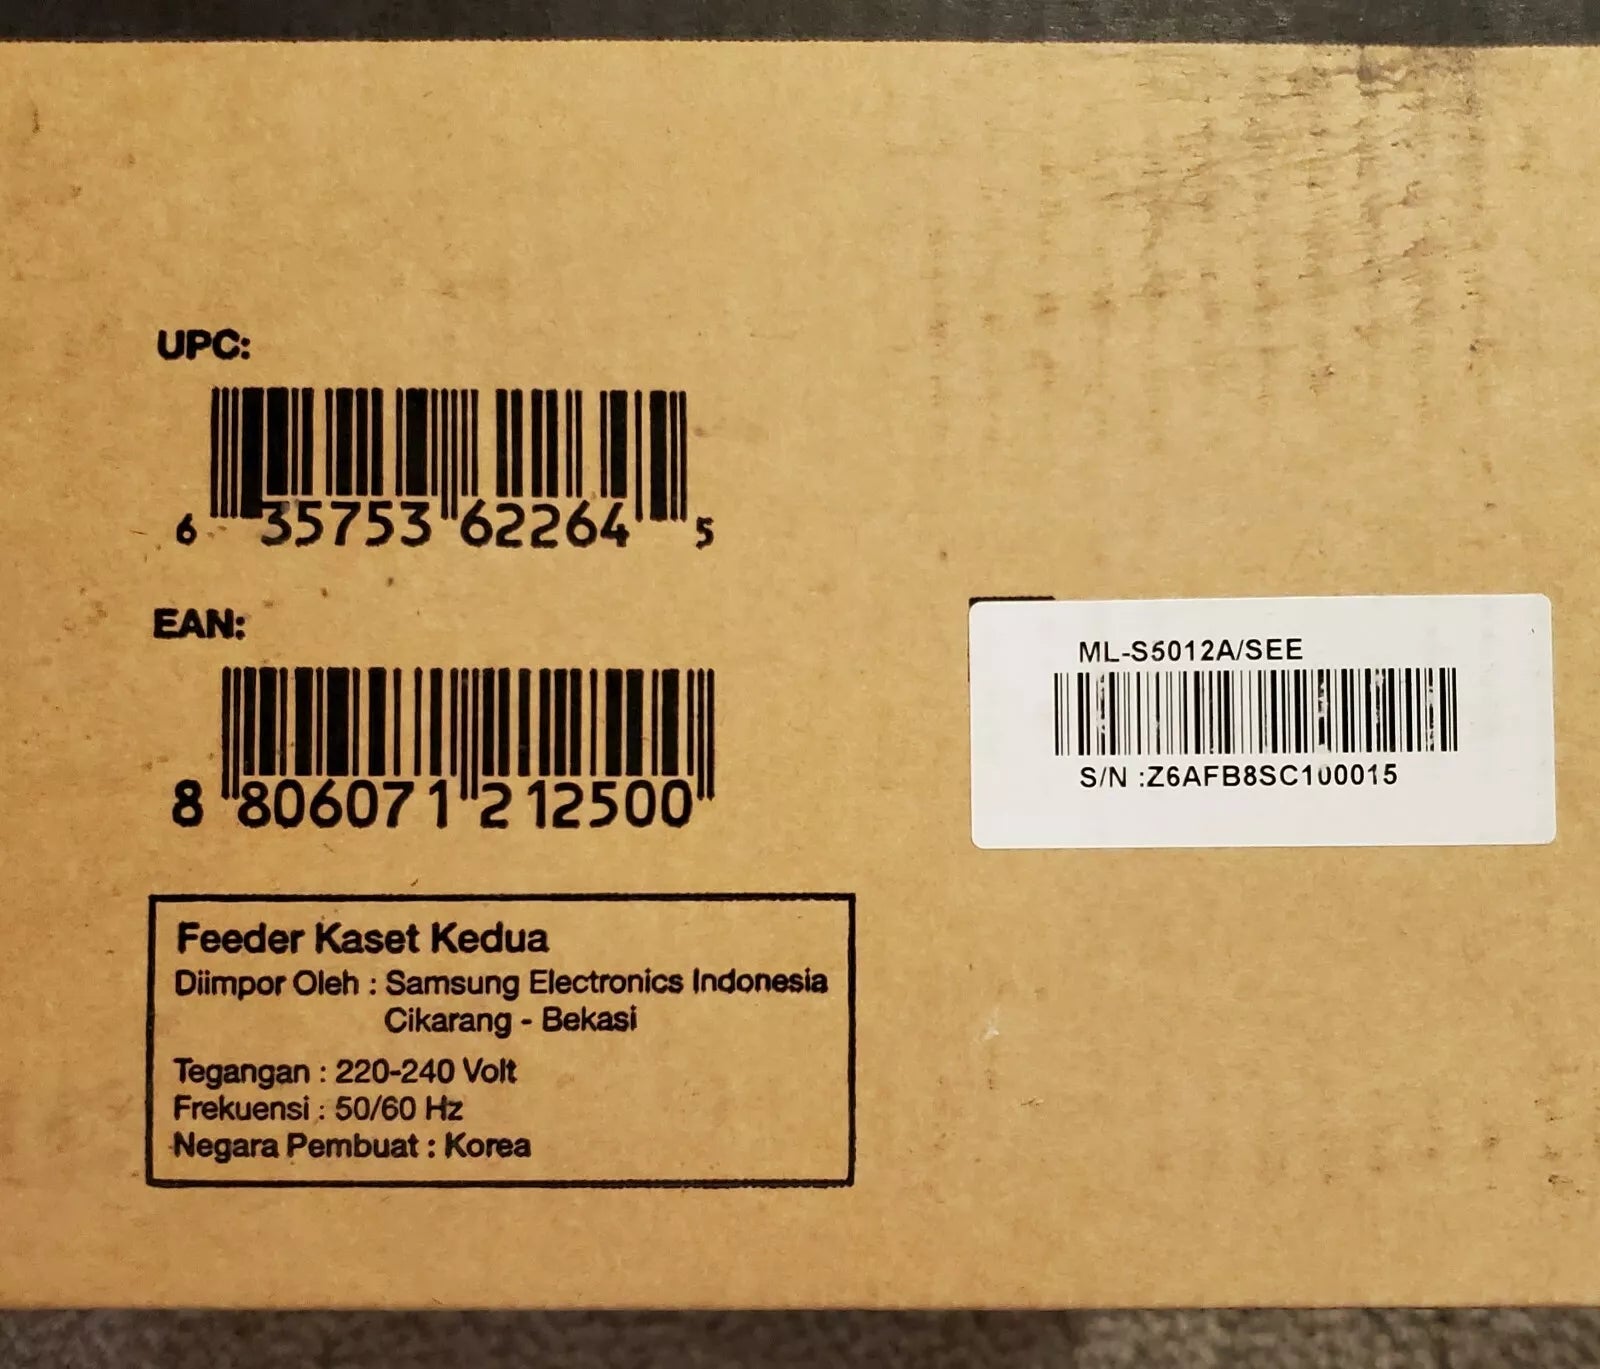 UPC:
6 35753 62264 5
EAN:
8 806071 212500
ML-S5012A/SEE
S/N :Z6AFB8SC100015
Feeder Kaset Kedua
Diimpor Oleh : Samsung Electronics Indonesia
Cikarang - Bekasi
Tegangan : 220-240 Volt
Frekuensi : 50/60 Hz
Negara Pembuat : Korea